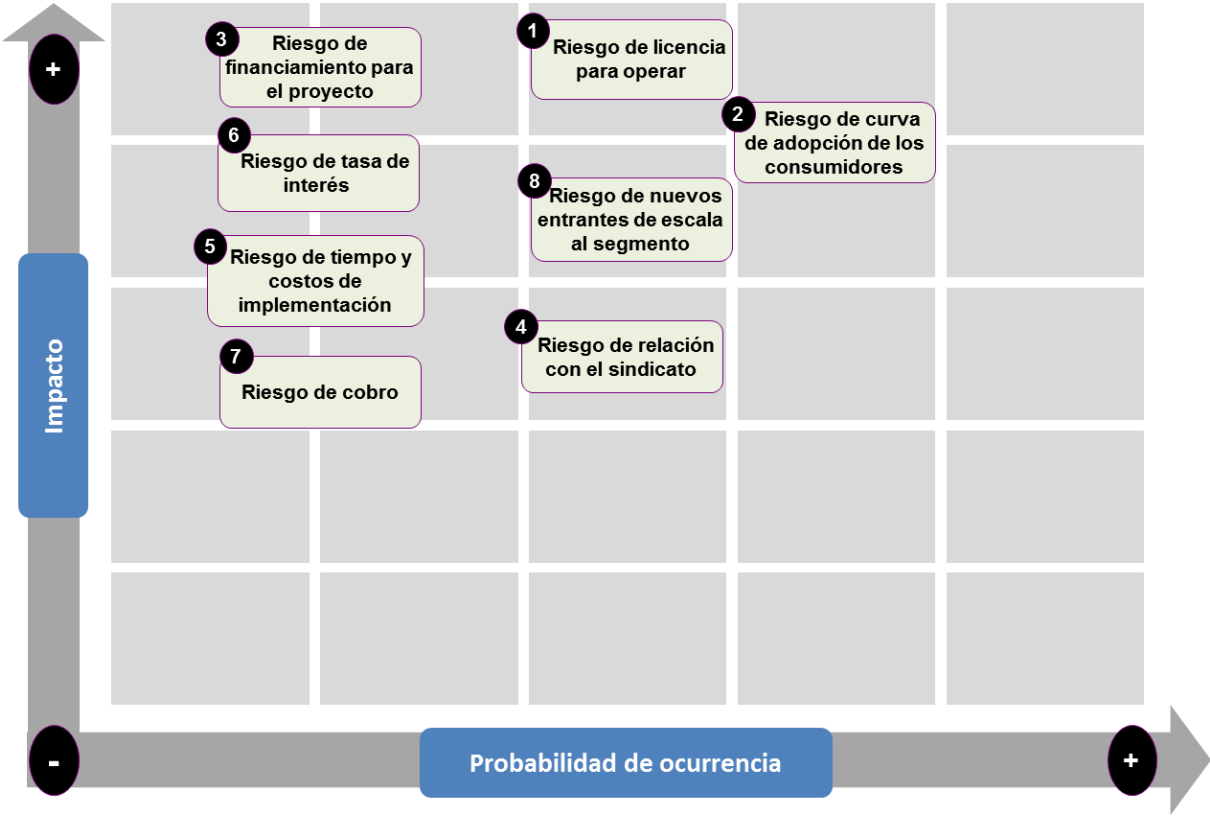 +
3
Riesgo de
financiamiento para
el proyecto
1
Riesgo de licencia
para operar
2
Riesgo de curva
de adopción de los
consumidores
6
Riesgo de tasa de
interés
8
Riesgo de nuevos
entrantes de escala
al segmento
5
Riesgo de tiempo y
costos de
implementación
4
Riesgo de relación
con el sindicato
7
Riesgo de cobro
Impacto
-
Probabilidad de ocurrencia
+